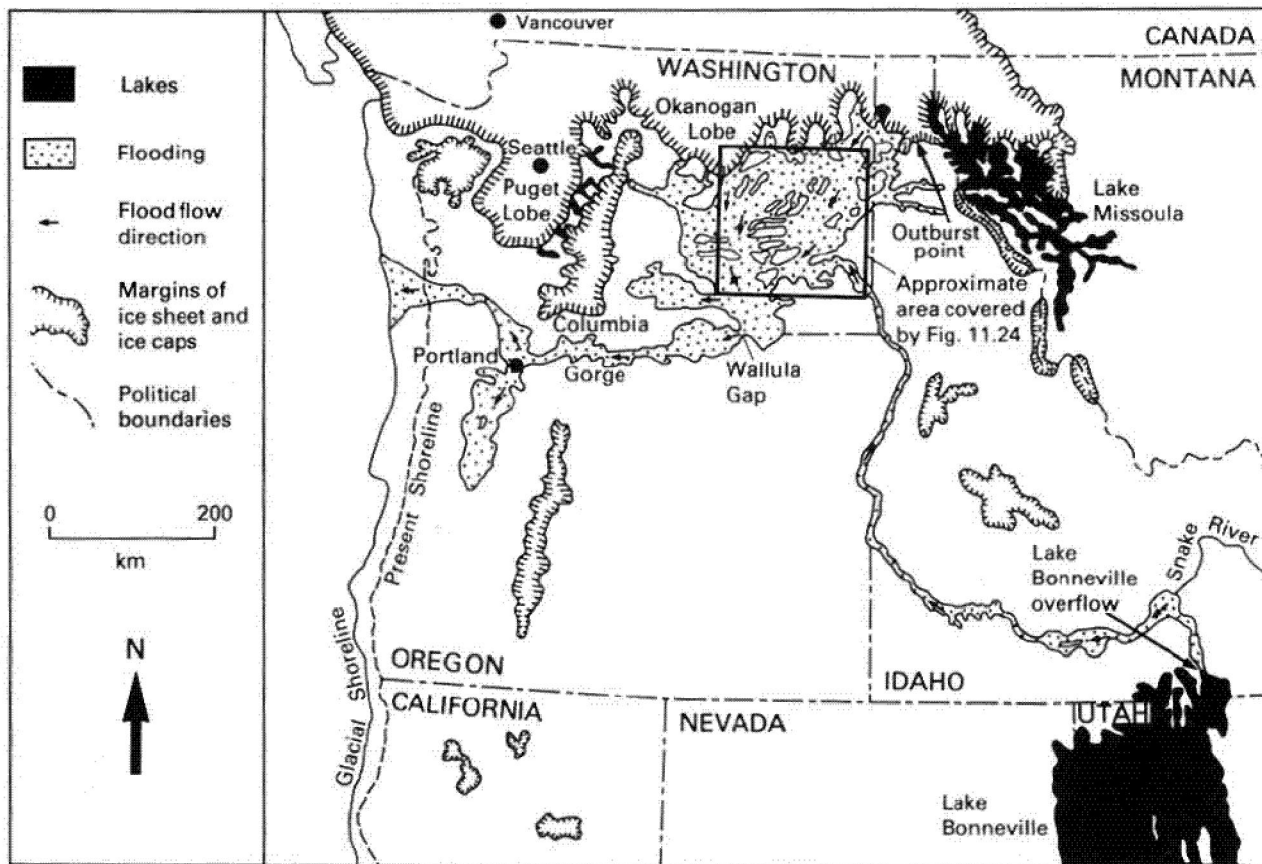 Lakes
Flooding
Flood flow
direction
Margins of
ice sheet and
ice caps
Political
boundaries
0 200
km
N
Vancouver
CANADA
WASHINGTON
MONTANA
Okanogan
Lobe
Seattle
Puget
Lobe
Lake
Missoula
Outburst
point
Approximate
area covered
by Fig. 11.24
Columbia
Gorge
Portland
Wallula
Gap
Present Shoreline
Glacial Shoreline
Snake River
Lake
Bonneville
overflow
OREGON
IDAHO
CALIFORNIA
NEVADA
UTAH
Lake
Bonneville